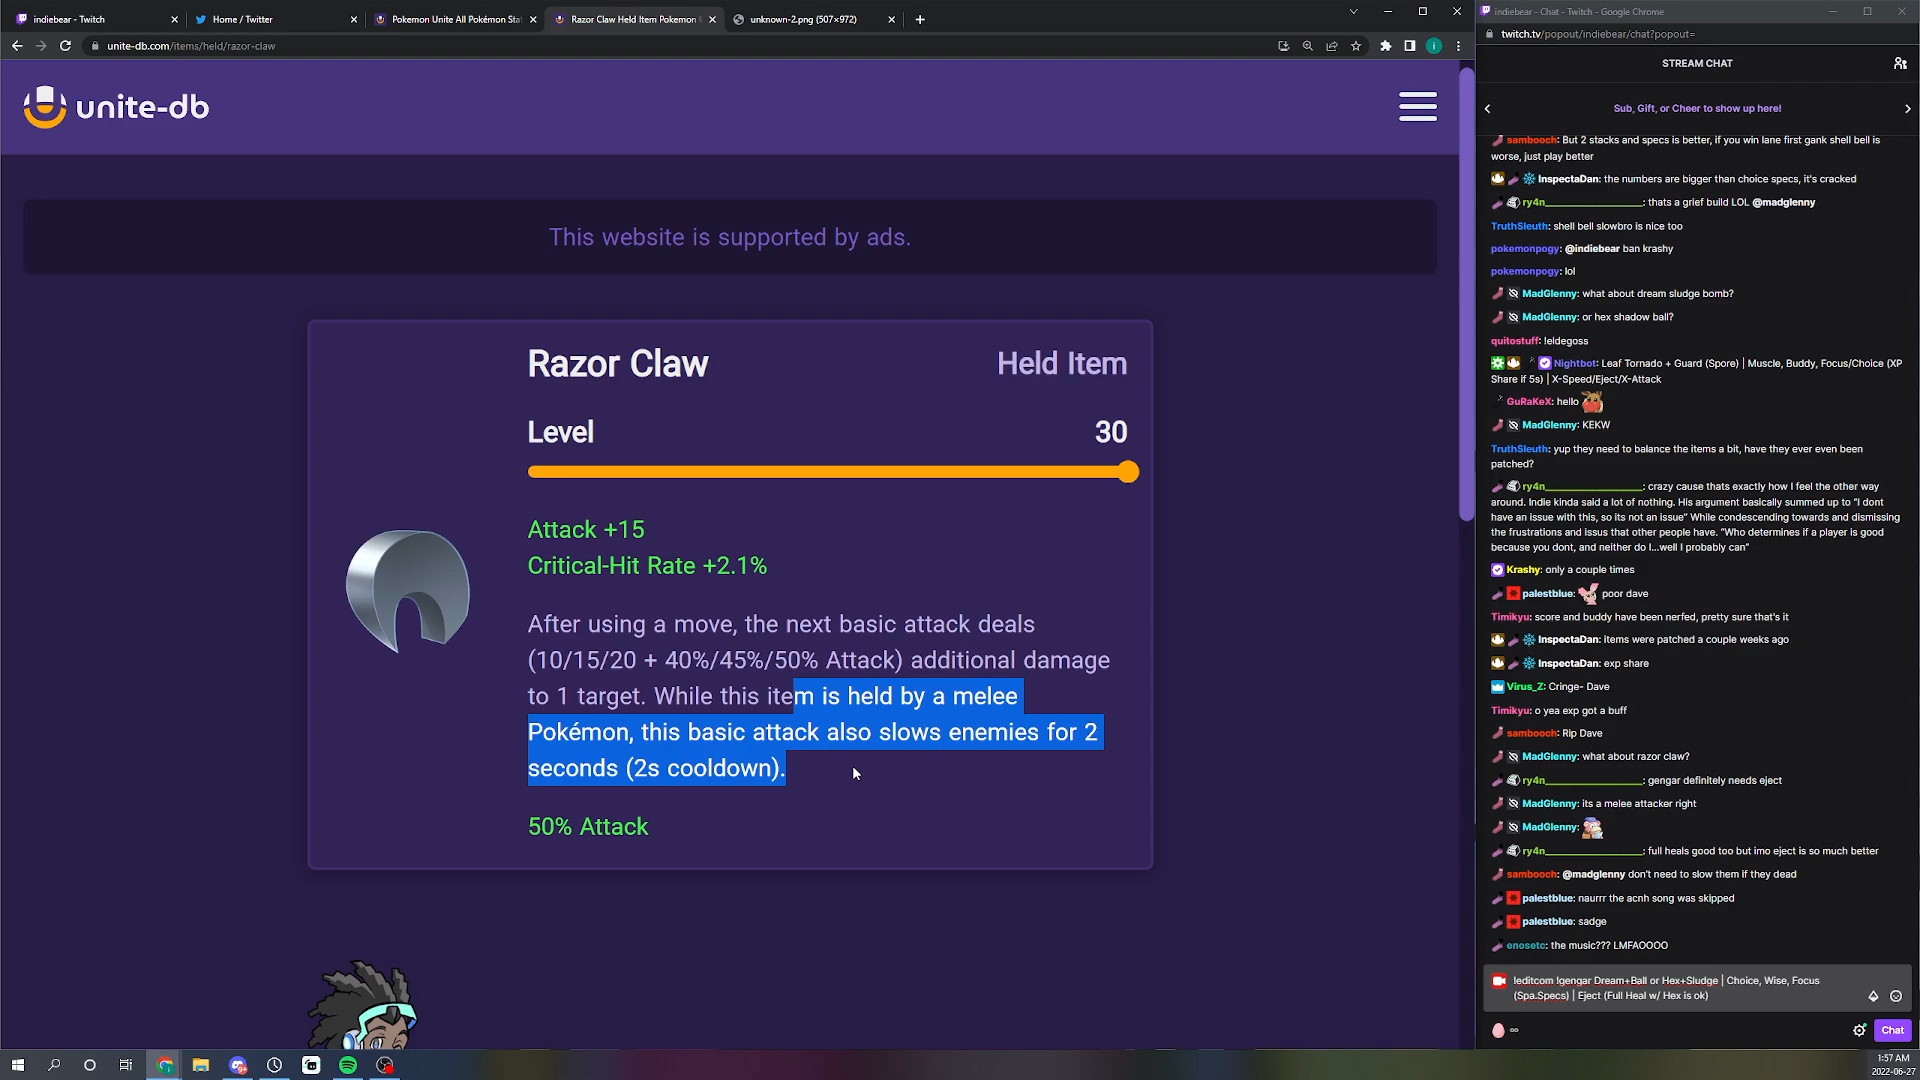 indiebear - Twitch
Home / Twitter
Pokemon Unite All Pokémon Sta
Razor Claw Held Item Pokemon
unknown-2.png (507×972)
unite-db.com/items/held/razor-claw
unite-db
This website is supported by ads.
Razor Claw
Held Item
Level
30
Attack +15
Critical-Hit Rate +2.1%
After using a move, the next basic attack deals
(10/15/20 + 40%/45%/50% Attack) additional damage
to 1 target. While this item is held by a melee
Pokémon, this basic attack also slows enemies for 2
seconds (2s cooldown).
50% Attack
indiebear - Chat - Twitch - Google Chrome
twitch.tv/popout/indiebear/chat?popout=
STREAM CHAT
Sub, Gift, or Cheer to show up here!
sambooch: But 2 stacks and specs is better, if you win lane first gank shell bell is
worse, just play better
InspectaDan: the numbers are bigger than choice specs, it's cracked
ry4n____________________: thats a grief build LOL @madglenny
TruthSleuth: shell bell slowbro is nice too
pokemonpogy: @indiebear ban krashy
pokemonpogy: lol
MadGlenny: what about dream sludge bomb?
MadGlenny: or hex shadow ball?
quitostuff: !eldegoss
Nightbot: Leaf Tornado + Guard (Spore) | Muscle, Buddy, Focus/Choice (XP
Share if 5s) | X-Speed/Eject/X-Attack
GuRaKeX: hello
MadGlenny: KEKW
TruthSleuth: yup they need to balance the items a bit, have they ever even been
patched?
ry4n____________________: crazy cause thats exactly how I feel the other way
around. Indie kinda said a lot of nothing. His argument basically summed up to "I dont
have an issue with this, so its not an issue" While condescending towards and dismissing
the frustrations and issus that other people have. "Who determines if a player is good
because you dont, and neither do I...well I probably can"
Krashy: only a couple times
palestblue: poor dave
Timikyu: score and buddy have been nerfed, pretty sure that's it
InspectaDan: Items were patched a couple weeks ago
InspectaDan: exp share
Virus_Z: Cringe- Dave
Timikyu: o yea exp got a buff
sambooch: Rip Dave
MadGlenny: what about razor claw?
ry4n____________________: gengar definitely needs eject
MadGlenny: its a melee attacker right
MadGlenny:
ry4n____________________: full heals good too but imo eject is so much better
sambooch: @madglenny don't need to slow them if they dead
palestblue: naurrr the acnh song was skipped
palestblue: sadge
enosetc: the music??? LMFAOOOO
!editcom !gengar Dream+Ball or Hex+Sludge | Choice, Wise, Focus
(Spa.Specs) | Eject (Full Heal w/ Hex is ok)
∞
Chat
1:57 AM
2022-06-27